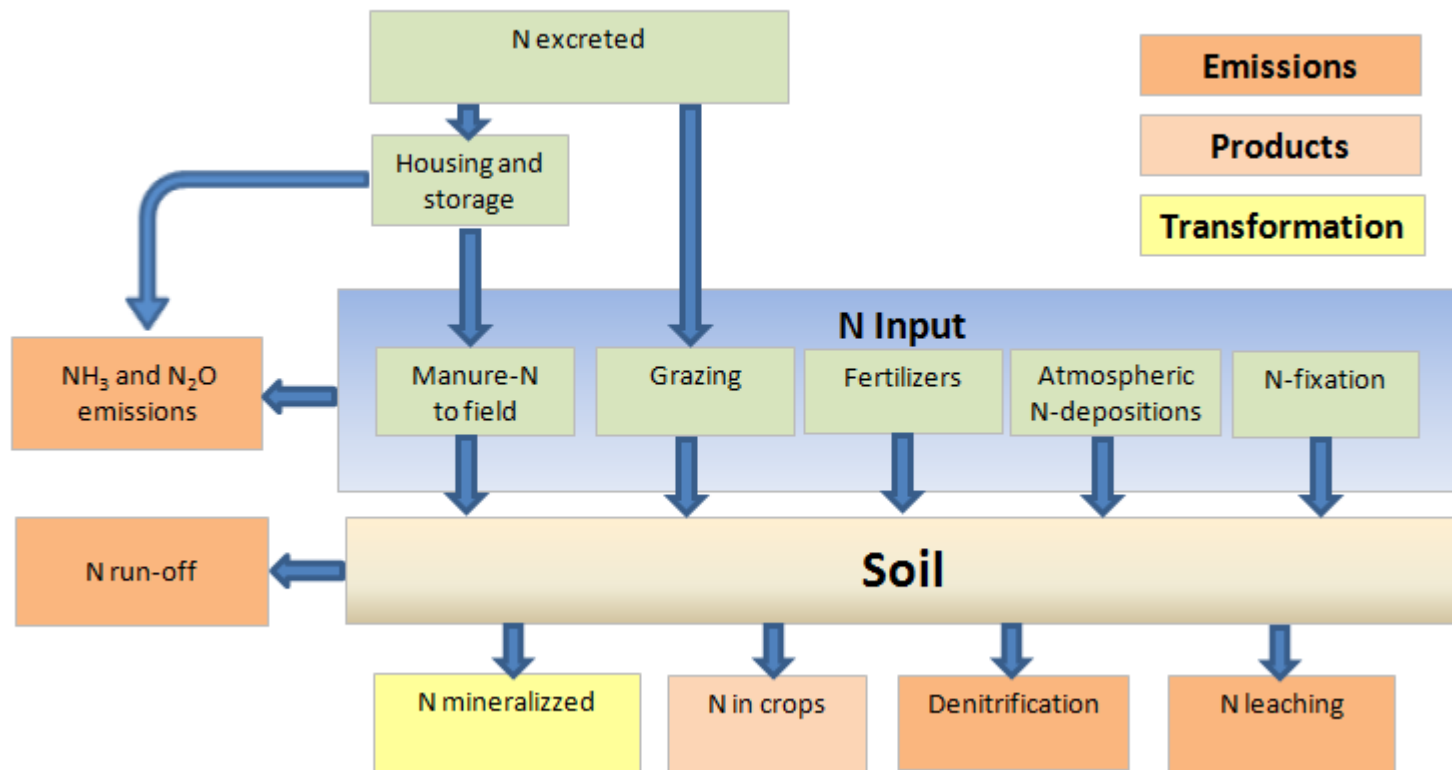 N excreted
Emissions
Products
Transformation
Housing and
storage
N Input
NH₃ and N₂O
emissions
Manure-N
to field
Grazing
Fertilizers
Atmospheric
N-depositions
N-fixation
N run-off
Soil
N mineralizzed
N in crops
Denitrification
N leaching